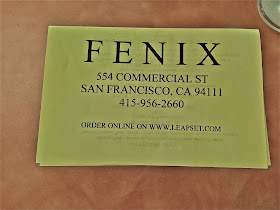 FENIX
554 COMMERCIAL ST
SAN FRANCISCO, CA 94111
415-956-2660
ORDER ONLINE ON WWW.LEAPSET.COM